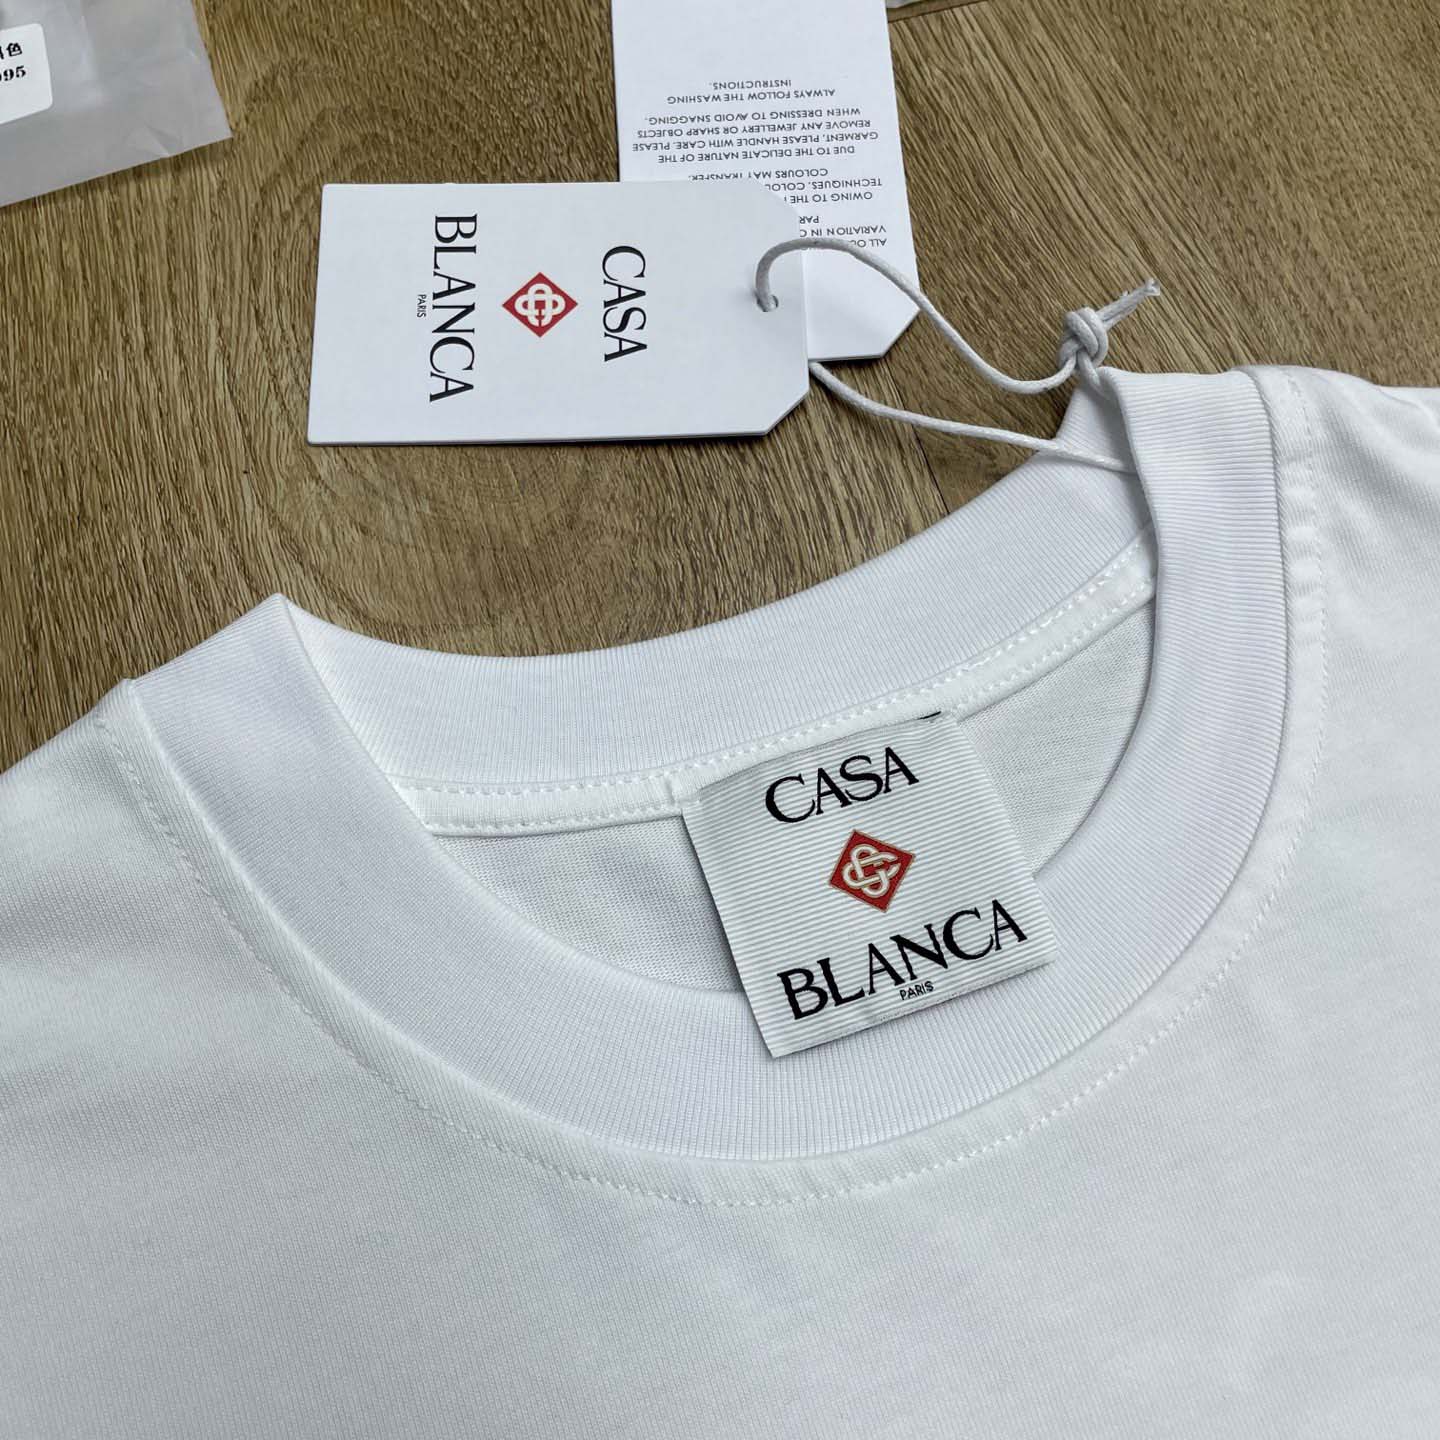 色
095
ALWAYS FOLLOW THE WASHING
INSTRUCTIONS.
DUE TO THE DELICATE NATURE OF THE
GARMENT, PLEASE HANDLE WITH CARE. PLEASE
REMOVE ANY JEWELLERY OR SHARP OBJECTS
WHEN DRESSING TO AVOID SNAGGING.
OWING TO THE
TECHNIQUES, COLOU
COLOURS MAY TRANSFER.
ALL
VARIATION IN
PAR
CASA
BLANCA
PARIS
CASA
BLANCA
PARIS